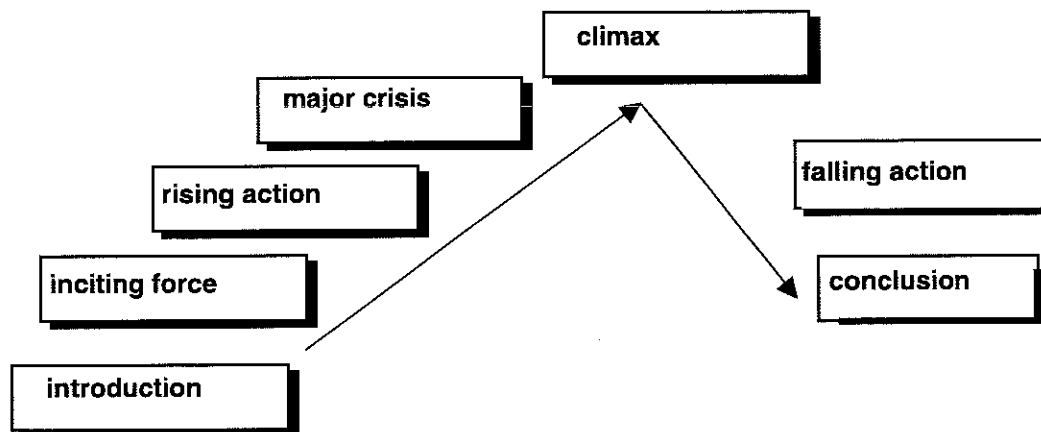 climax
major crisis
rising action
falling action
inciting force
conclusion
introduction